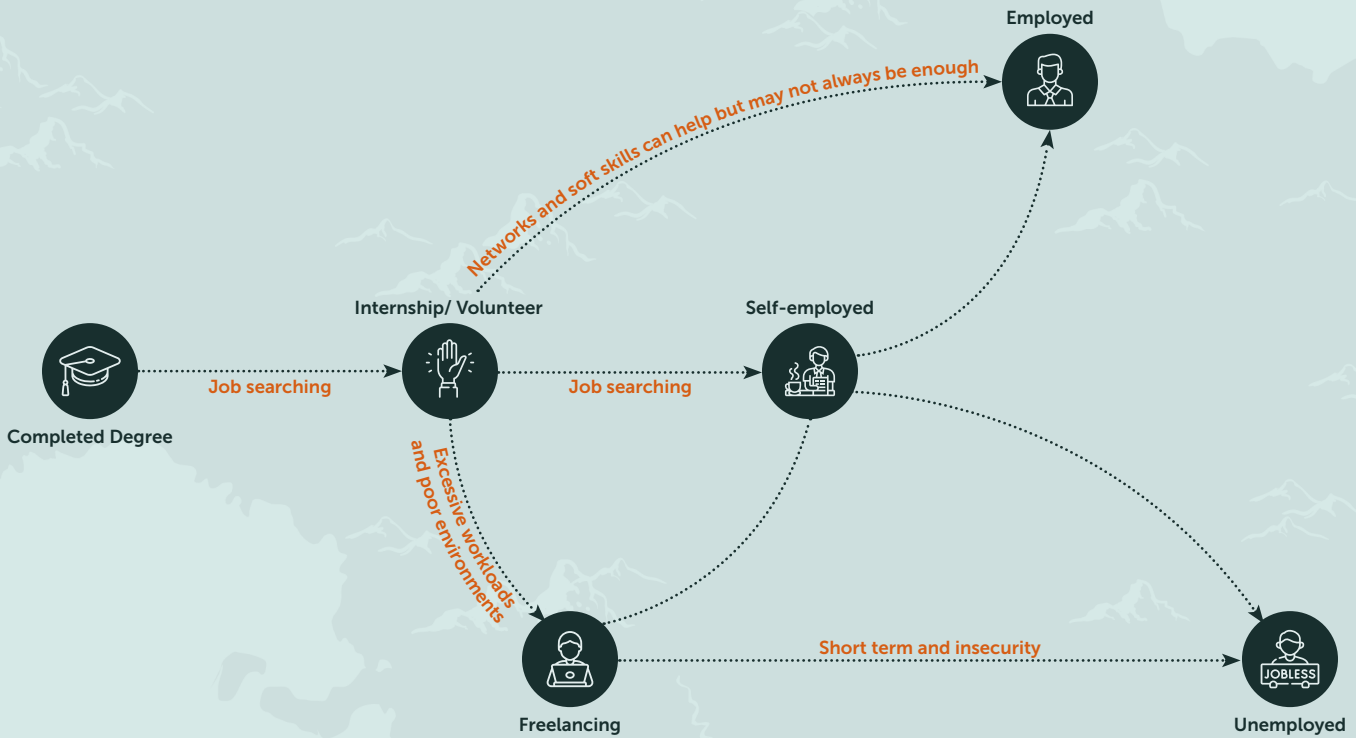 Employed
Networks and soft skills can help but may not always be enough
Internship/ Volunteer
Self-employed
Job searching
Job searching
Completed Degree
Excessive workloads
and poor environments
Short term and insecurity
JOBLESS
Freelancing
Unemployed